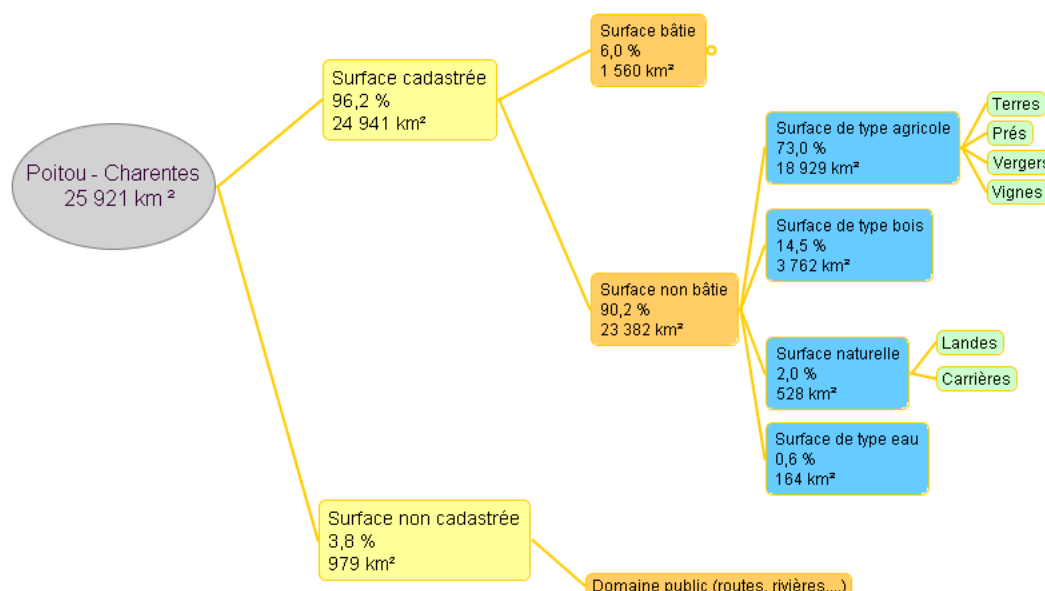 Poitou - Charentes
25 921 km ²
Surface cadastrée
96,2 %
24 941 km²
Surface bâtie
6,0 %
1 560 km²
Surface non bâtie
90,2 %
23 382 km²
Surface de type agricole
73,0 %
18 929 km²
Terres
Prés
Vergers
Vignes
Surface de type bois
14,5 %
3 762 km²
Surface naturelle
2,0 %
528 km²
Landes
Carrières
Surface de type eau
0,6 %
164 km²
Surface non cadastrée
3,8 %
979 km²
Domaine public (routes, rivières,...)